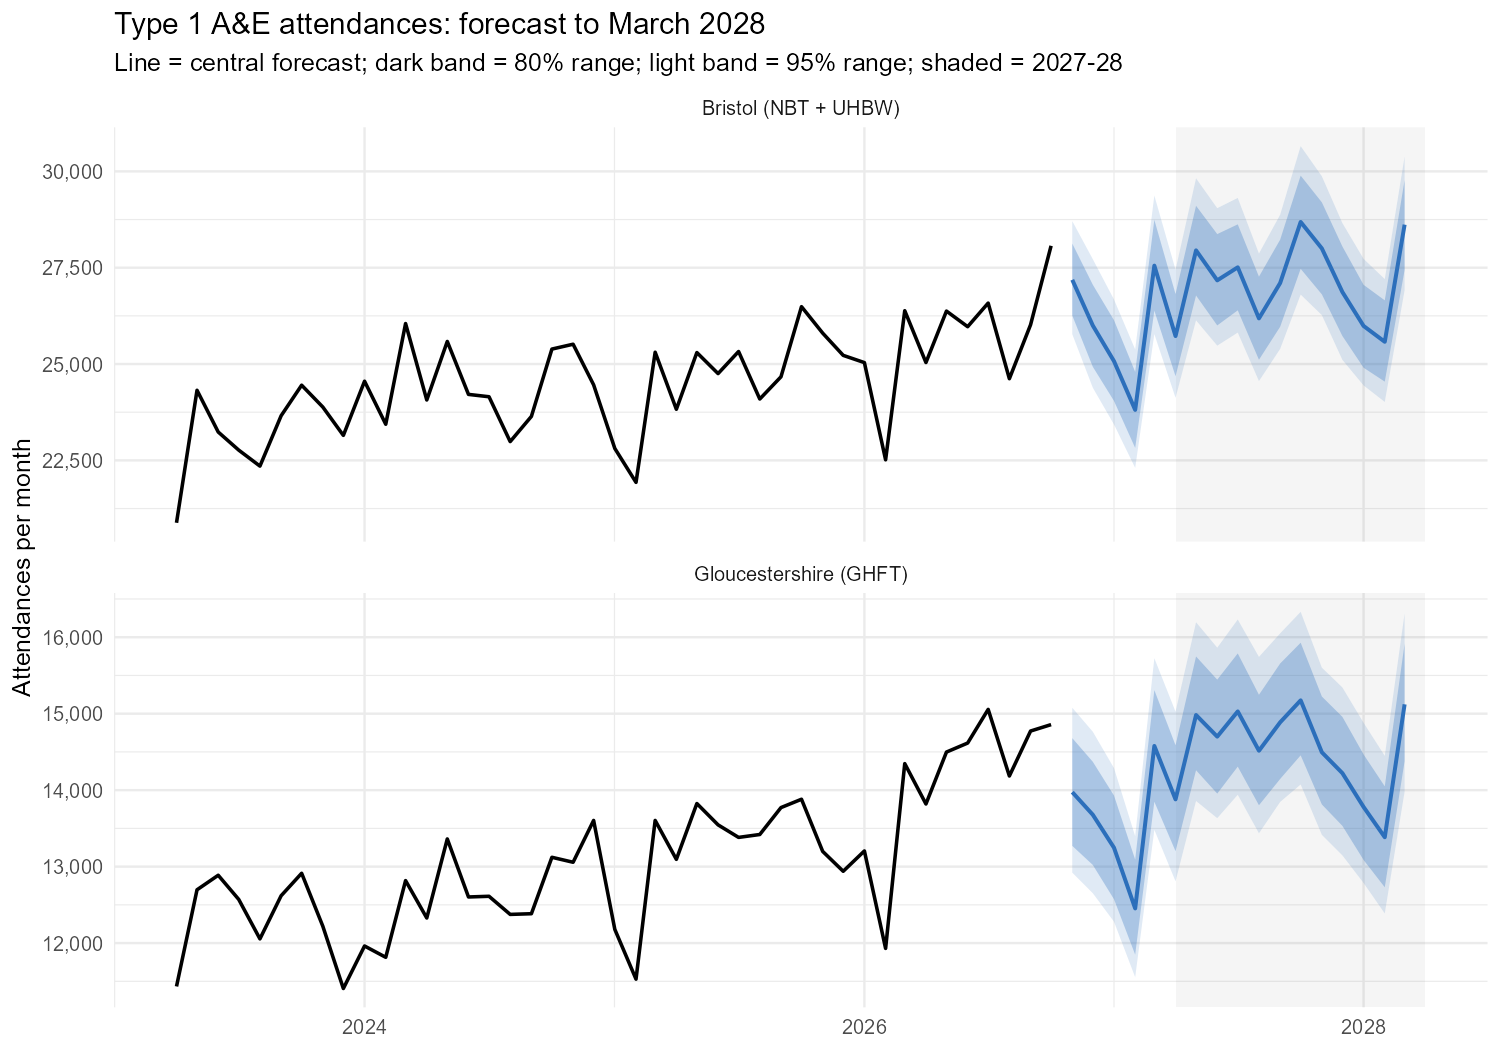 Type 1 A&E attendances: forecast to March 2028
Line = central forecast; dark band = 80% range; light band = 95% range; shaded = 2027-28
Bristol (NBT + UHBW)
30,000
27,500
25,000
22,500
Attendances per month
Gloucestershire (GHFT)
16,000
15,000
14,000
13,000
12,000
2024
2026
2028